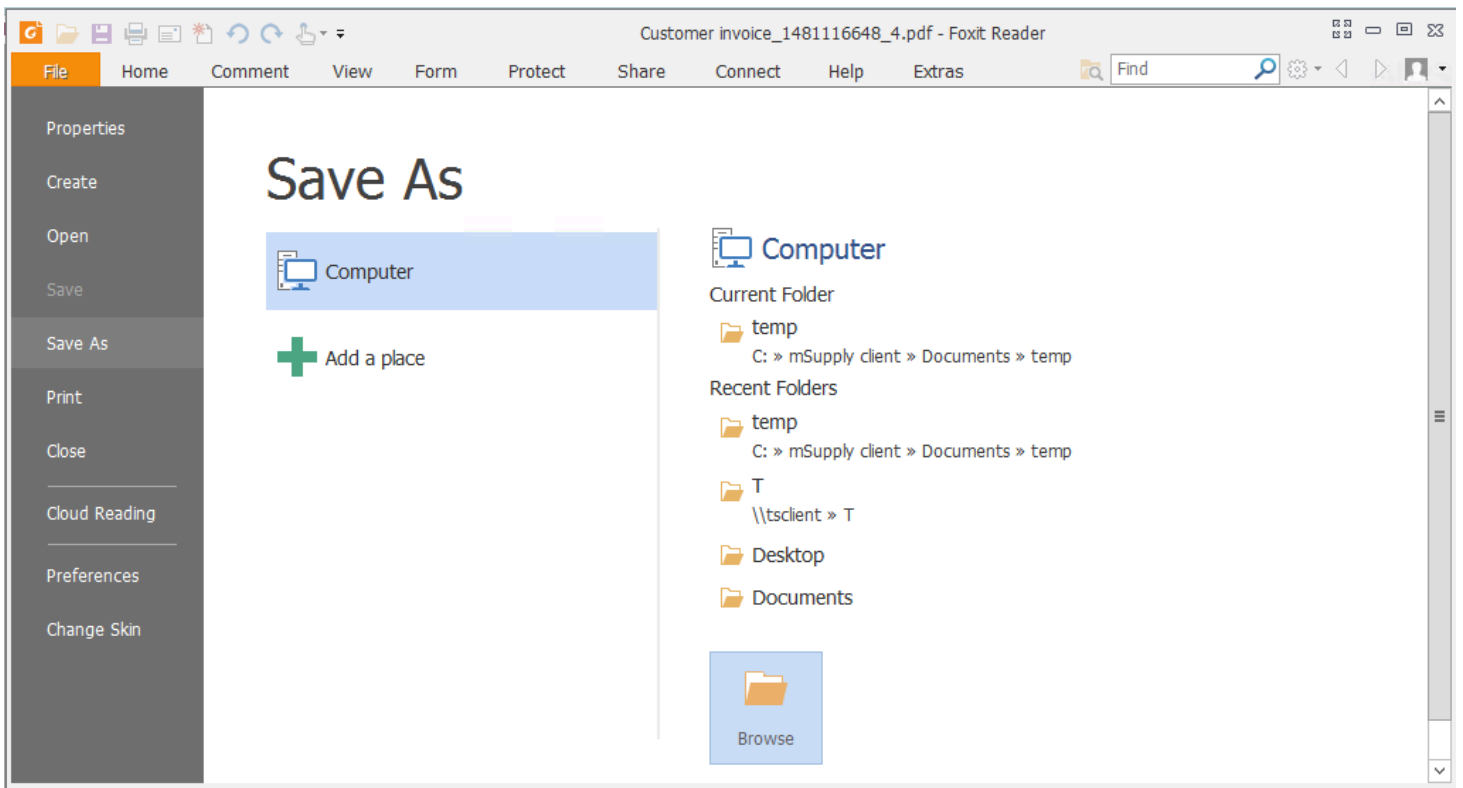 Customer invoice_1481116648_4.pdf - Foxit Reader
File Home Comment View Form Protect Share Connect Help Extras Find
Properties
Create
Open
Save
Save As
Print
Close
Cloud Reading
Preferences
Change Skin
Save As
Computer
Add a place
Computer
Current Folder
temp
C: » mSupply client » Documents » temp
Recent Folders
temp
C: » mSupply client » Documents » temp
T
\\tsclient » T
Desktop
Documents
Browse